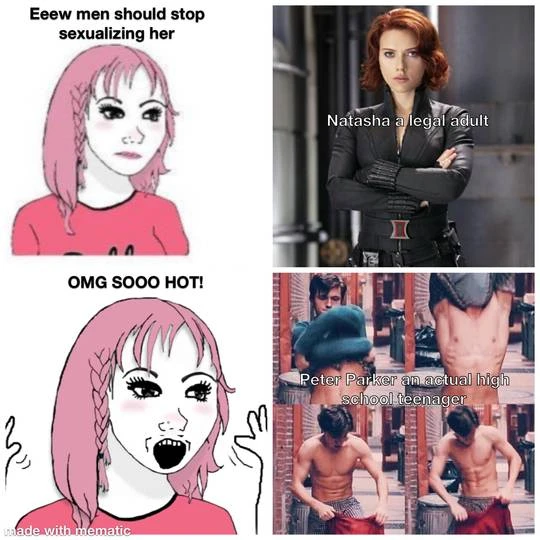 Eeew men should stop
sexualizing her
Natasha a legal adult
OMG SOOO HOT!
Peter Parker an actual high
school teenager
made with mematic